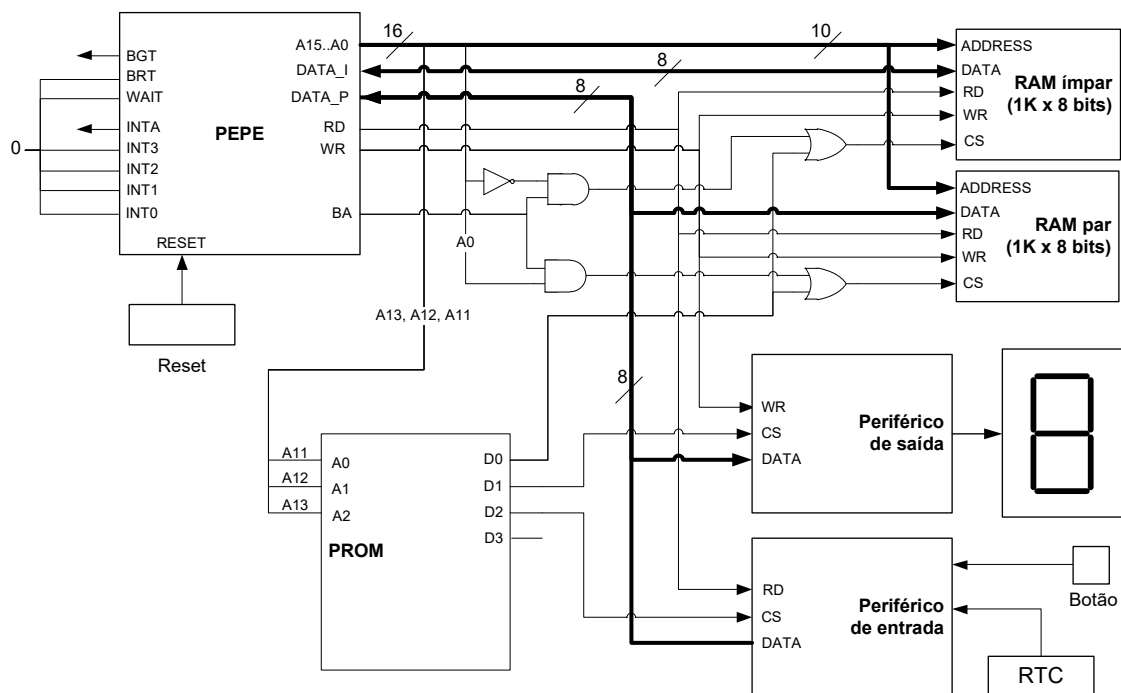 BGT
BRT
WAIT
INTA
INT3
INT2
INT1
INT0
0
PEPE
RESET
A15..A0
DATA_I
DATA_P
RD
WR
BA
16
8
8
10
ADDRESS
DATA
RD
WR
CS
RAM ímpar
(1K x 8 bits)
ADDRESS
DATA
RD
WR
CS
RAM par
(1K x 8 bits)
A0
A13, A12, A11
Reset
8
A11
A12
A13
A0
A1
A2
PROM
D0
D1
D2
D3
WR
CS
DATA
Periférico
de saída
RD
CS
DATA
Periférico
de entrada
Botão
RTC